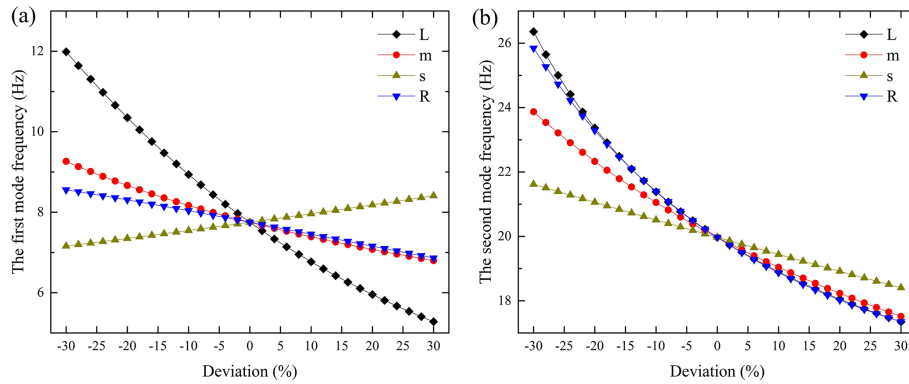 (a)
L
m
s
R
12
10
8
6
The first mode frequency (Hz)
-30 -25 -20 -15 -10 -5 0 5 10 15 20 25 30
Deviation (%)
(b)
L
m
s
R
26
24
22
20
18
The second mode frequency (Hz)
-30 -25 -20 -15 -10 -5 0 5 10 15 20 25 30
Deviation (%)